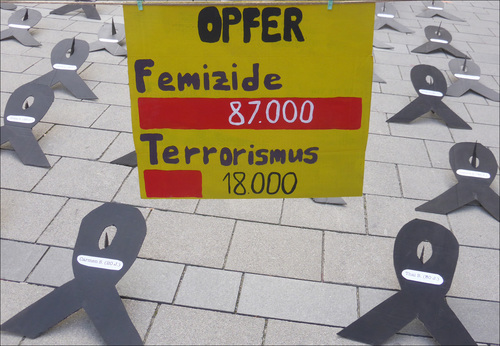 OPFER
Femizide
87.000
Terrorismus
18.000